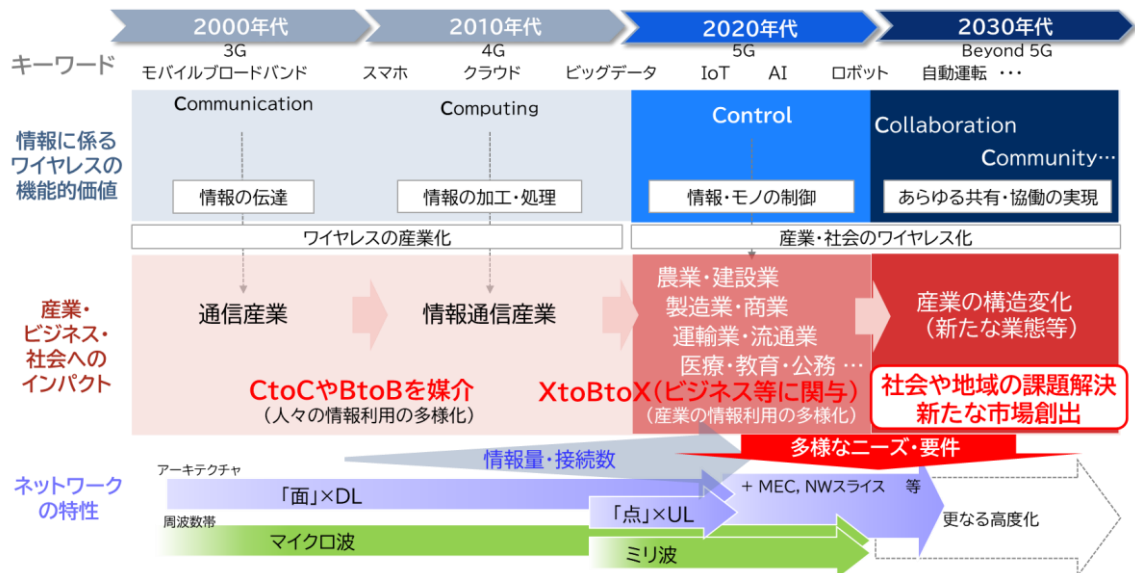 2000年代
2010年代
2020年代
2030年代
3G
4G
5G
Beyond 5G
キーワード
モバイルブロードバンド
スマホ
クラウド
ビッグデータ
IoT
AI
ロボット
自動運転 ･･･
情報に係る
ワイヤレスの
機能的価値
Communication
Computing
Control
Collaboration
Community…
情報の伝達
情報の加工・処理
情報・モノの制御
あらゆる共有・協働の実現
ワイヤレスの産業化
産業・社会のワイヤレス化
産業・
ビジネス・
社会への
インパクト
通信産業
情報通信産業
農業・建設業
製造業・商業
運輸業・流通業
医療・教育・公務 …
産業の構造変化
（新たな業態等）
CtoCやBtoBを媒介
（人々の情報利用の多様化）
XtoBtoX（ビジネス等に関与）
（産業の情報利用の多様化）
社会や地域の課題解決
新たな市場創出
多様なニーズ・要件
情報量・接続数
ネットワーク
の特性
アーキテクチャ
「面」×DL
「点」×UL
+ MEC, NWスライス 等
更なる高度化
周波数帯
マイクロ波
ミリ波